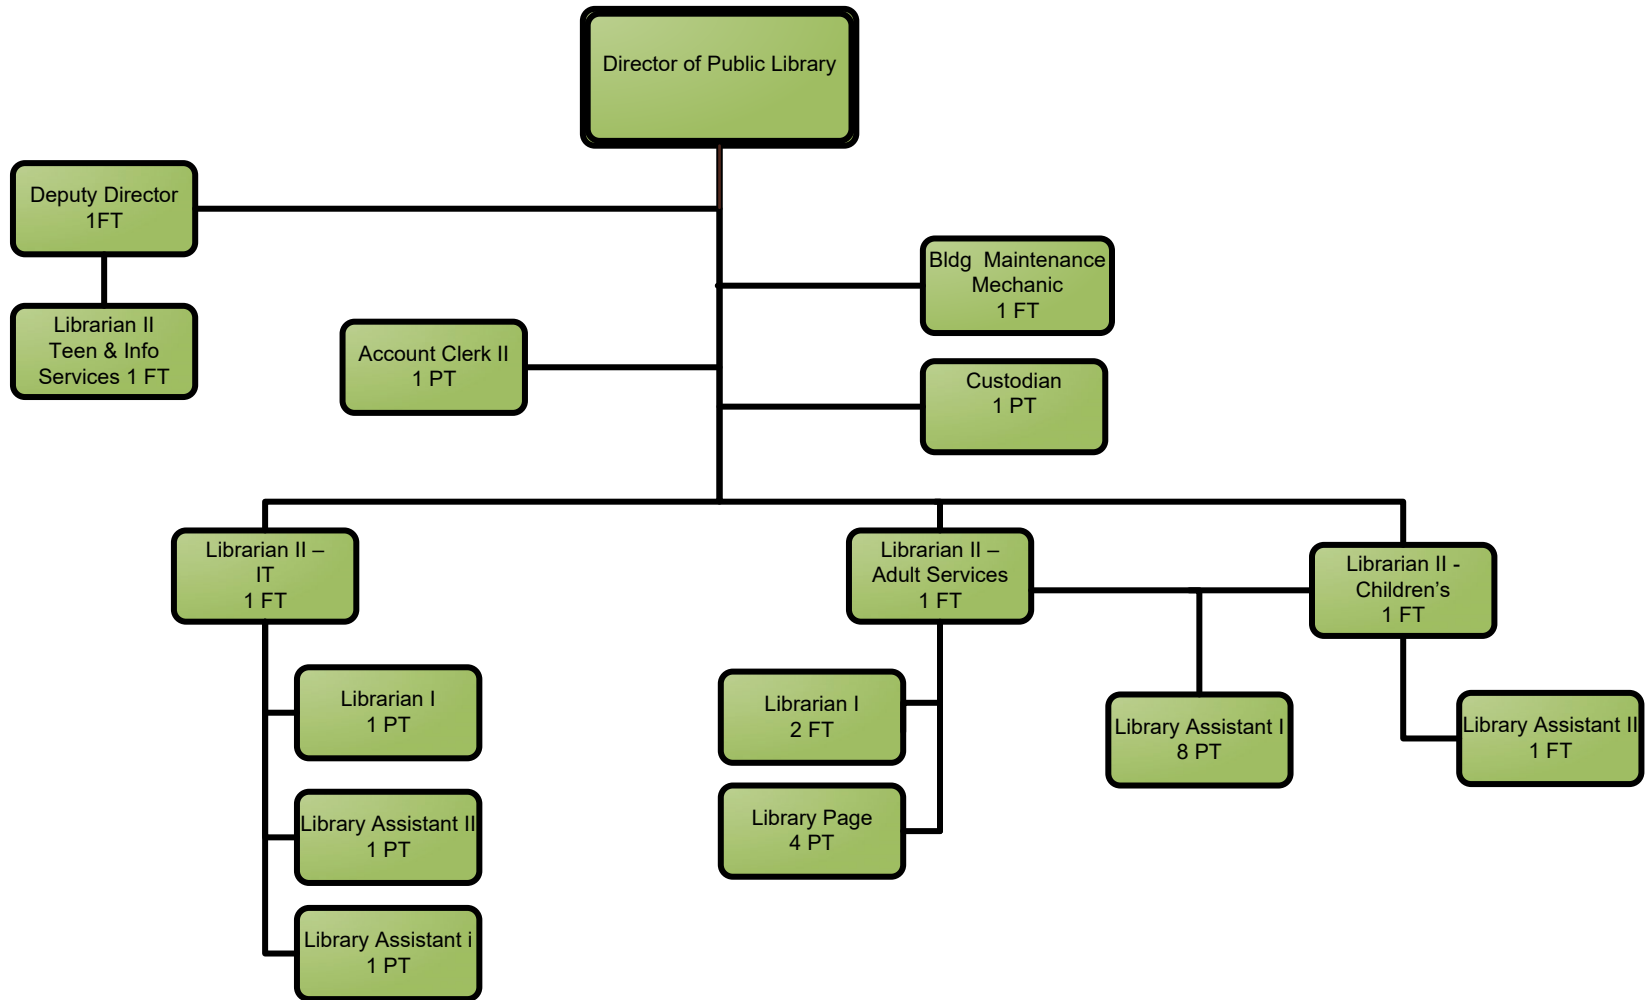 Director of Public Library
Deputy Director
1FT
Librarian II
Teen & Info
Services 1 FT
Account Clerk II
1 PT
Bldg  Maintenance
Mechanic
1 FT
Custodian
1 PT
Librarian II –
IT
1 FT
Librarian I
1 PT
Library Assistant II
1 PT
Library Assistant i
1 PT
Librarian II –
Adult Services
1 FT
Librarian I
2 FT
Library Page
4 PT
Library Assistant I
8 PT
Librarian II -
Children’s
1 FT
Library Assistant II
1 FT